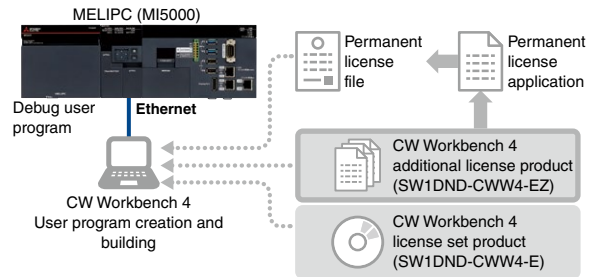 MELIPC (MI5000)
Permanent
license
file
Permanent
license
application
Debug user
program
Ethernet
CW Workbench 4
additional license product
(SW1DND-CWW4-EZ)
CW Workbench 4
User program creation and
building
CW Workbench 4
license set product
(SW1DND-CWW4-E)